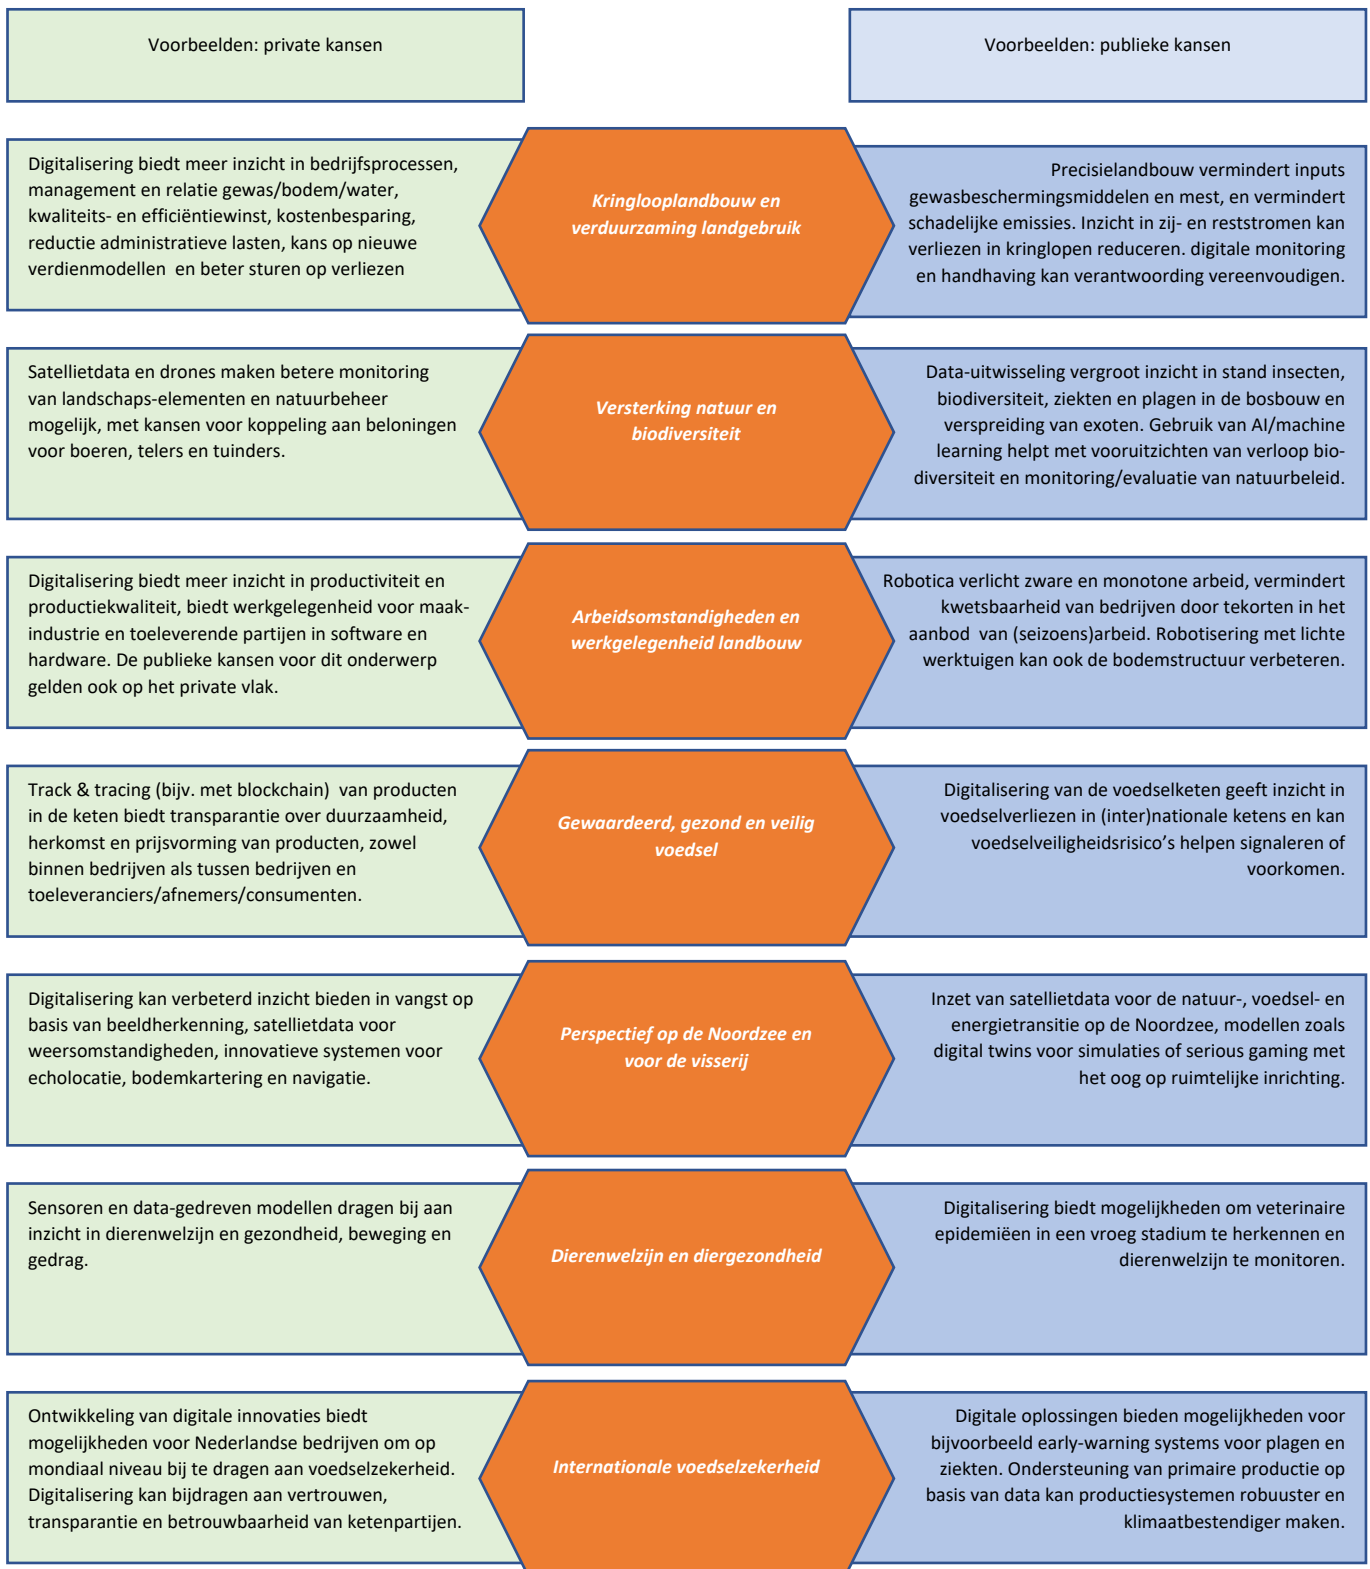 Voorbeelden: private kansen
Voorbeelden: publieke kansen
Digitalisering biedt meer inzicht in bedrijfsprocessen,
management en relatie gewas/bodem/water,
kwaliteits- en efficiëntiewinst, kostenbesparing,
reductie administratieve lasten, kans op nieuwe
verdienmodellen en beter sturen op verliezen
Kringlooplandbouw en
verduurzaming landgebruik
Precisielandbouw vermindert inputs
gewasbeschermingsmiddelen en mest, en vermindert
schadelijke emissies. Inzicht in zij- en reststromen kan
verliezen in kringlopen reduceren. digitale monitoring
en handhaving kan verantwoording vereenvoudigen.
Satellietdata en drones maken betere monitoring
van landschaps-elementen en natuurbeheer
mogelijk, met kansen voor koppeling aan beloningen
voor boeren, telers en tuinders.
Versterking natuur en
biodiversiteit
Data-uitwisseling vergroot inzicht in stand insecten,
biodiversiteit, ziekten en plagen in de bosbouw en
verspreiding van exoten. Gebruik van AI/machine
learning helpt met vooruitzichten van verloop bio-
diversiteit en monitoring/evaluatie van natuurbeleid.
Digitalisering biedt meer inzicht in productiviteit en
productiekwaliteit, biedt werkgelegenheid voor maak-
industrie en toeleverende partijen in software en
hardware. De publieke kansen voor dit onderwerp
gelden ook op het private vlak.
Arbeidsomstandigheden en
werkgelegenheid landbouw
Robotica verlicht zware en monotone arbeid, vermindert
kwetsbaarheid van bedrijven door tekorten in het
aanbod van (seizoens)arbeid. Robotisering met lichte
werktuigen kan ook de bodemstructuur verbeteren.
Track & tracing (bijv. met blockchain) van producten
in de keten biedt transparantie over duurzaamheid,
herkomst en prijsvorming van producten, zowel
binnen bedrijven als tussen bedrijven en
toeleveranciers/afnemers/consumenten.
Gewaardeerd, gezond en veilig
voedsel
Digitalisering van de voedselketen geeft inzicht in
voedselverliezen in (inter)nationale ketens en kan
voedselveiligheidsrisico’s helpen signaleren of
voorkomen.
Digitalisering kan verbeterd inzicht bieden in vangst op
basis van beeldherkenning, satellietdata voor
weersomstandigheden, innovatieve systemen voor
echolocatie, bodemkartering en navigatie.
Perspectief op de Noordzee en
voor de visserij
Inzet van satellietdata voor de natuur-, voedsel- en
energietransitie op de Noordzee, modellen zoals
digital twins voor simulaties of serious gaming met
het oog op ruimtelijke inrichting.
Sensoren en data-gedreven modellen dragen bij aan
inzicht in dierenwelzijn en gezondheid, beweging en
gedrag.
Dierenwelzijn en diergezondheid
Digitalisering biedt mogelijkheden om veterinaire
epidemiëen in een vroeg stadium te herkennen en
dierenwelzijn te monitoren.
Ontwikkeling van digitale innovaties biedt
mogelijkheden voor Nederlandse bedrijven om op
mondiaal niveau bij te dragen aan voedselzekerheid.
Digitalisering kan bijdragen aan vertrouwen,
transparantie en betrouwbaarheid van ketenpartijen.
Internationale voedselzekerheid
Digitale oplossingen bieden mogelijkheden voor
bijvoorbeeld early-warning systems voor plagen en
ziekten. Ondersteuning van primaire productie op
basis van data kan productiesystemen robuuster en
klimaatbestendiger maken.